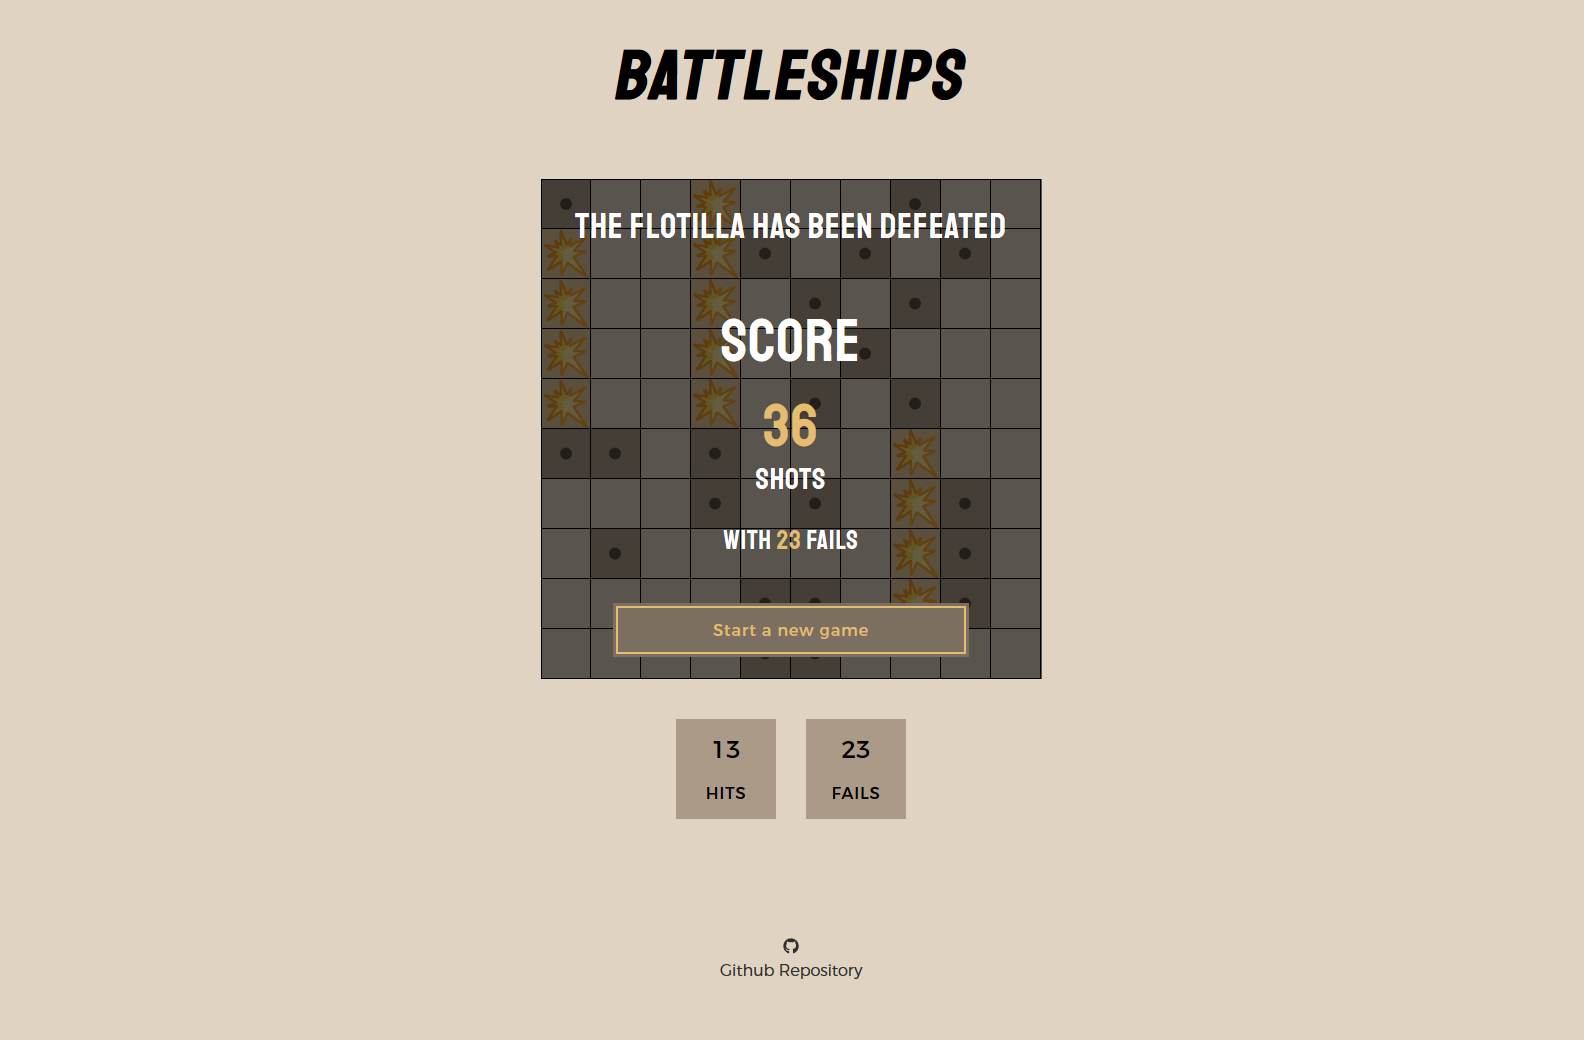 BATTLESHIPS
THE FLOTILLA HAS BEEN DEFEATED
SCORE
36
SHOTS
WITH 23 FAILS
Start a new game
13
HITS
23
FAILS
Github Repository